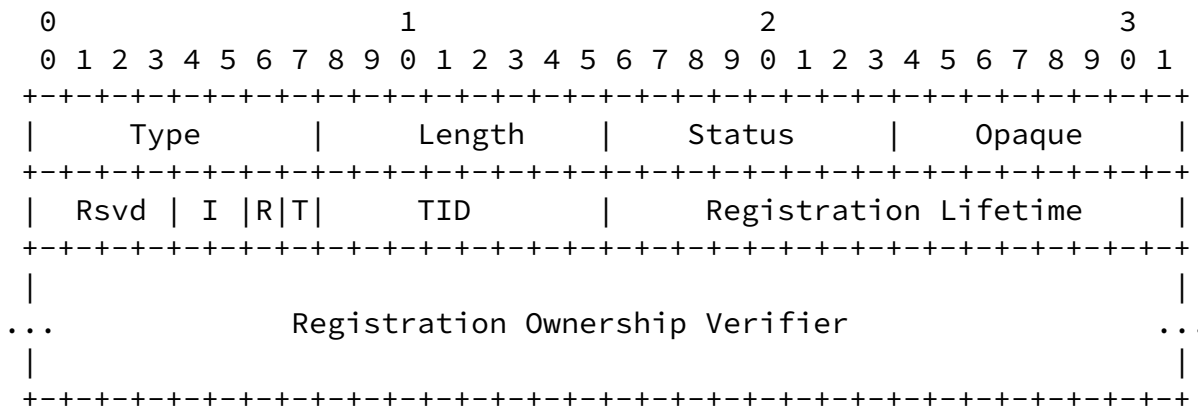 0                   1                   2                   3
 0 1 2 3 4 5 6 7 8 9 0 1 2 3 4 5 6 7 8 9 0 1 2 3 4 5 6 7 8 9 0 1
+-+-+-+-+-+-+-+-+-+-+-+-+-+-+-+-+-+-+-+-+-+-+-+-+-+-+-+-+-+-+-+-+
|     Type      |     Length    |    Status     |    Opaque     |
+-+-+-+-+-+-+-+-+-+-+-+-+-+-+-+-+-+-+-+-+-+-+-+-+-+-+-+-+-+-+-+-+
|  Rsvd | I |R|T|     TID       |     Registration Lifetime     |
+-+-+-+-+-+-+-+-+-+-+-+-+-+-+-+-+-+-+-+-+-+-+-+-+-+-+-+-+-+-+-+-+
|                                                               |
...             Registration Ownership Verifier                 ...
|                                                               |
+-+-+-+-+-+-+-+-+-+-+-+-+-+-+-+-+-+-+-+-+-+-+-+-+-+-+-+-+-+-+-+-+